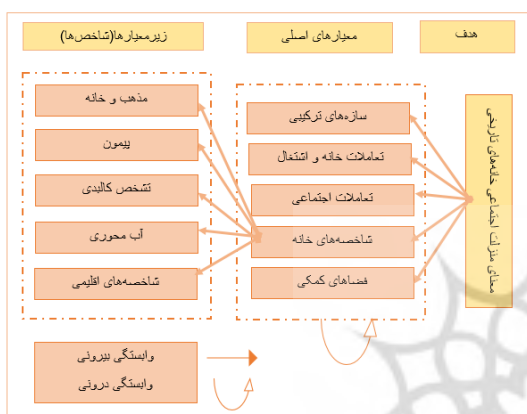 هدف
معیارهای اصلی
زیرمعیارها(شاخص‌ها)
معنای منزلت اجتماعی خانه‌های تاریخی
سازه‌های ترکیبی
تعاملات خانه و اشتغال
تعاملات اجتماعی
شاخصه‌های خانه
فضاهای کمکی
مذهب و خانه
پیمون
تشخص کالبدی
آب محوری
شاخصه‌های اقلیمی
وابستگی بیرونی
وابستگی درونی